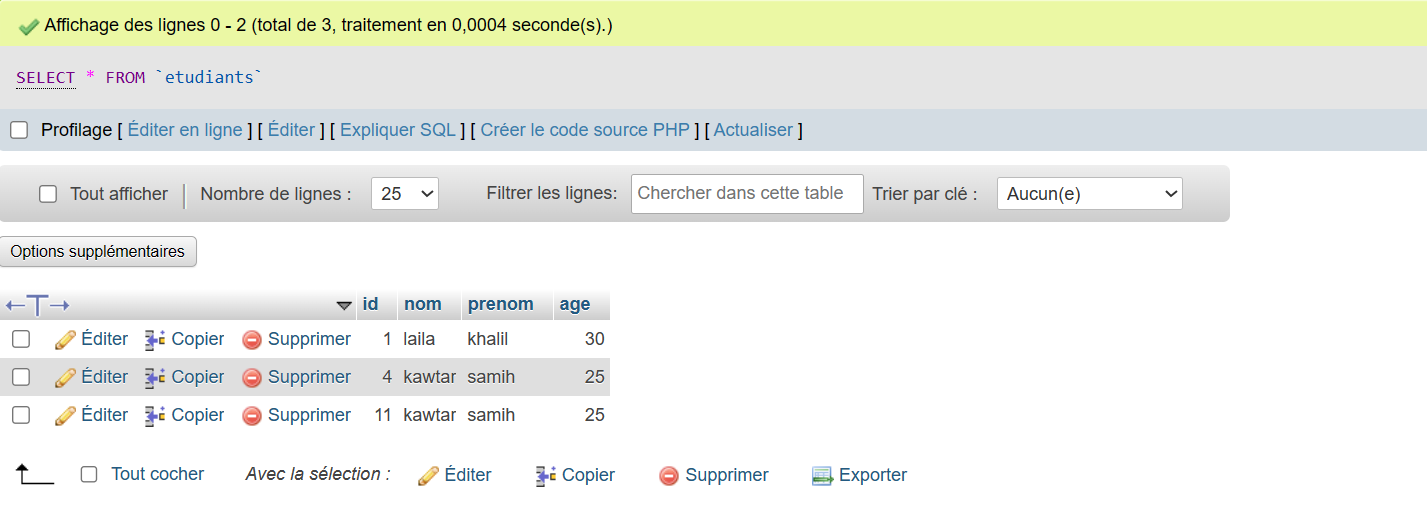 Affichage des lignes 0 - 2 (total de 3, traitement en 0,0004 seconde(s).)
SELECT * FROM `etudiants`
Profilage [ Éditer en ligne ] [ Éditer ] [ Expliquer SQL ] [ Créer le code source PHP ] [ Actualiser ]
Tout afficher Nombre de lignes : 25 Filtrer les lignes: Chercher dans cette table Trier par clé : Aucun(e)
Options supplémentaires
←T→ id nom prenom age
Éditer Copier Supprimer 1 laila khalil 30
Éditer Copier Supprimer 4 kawtar samih 25
Éditer Copier Supprimer 11 kawtar samih 25
Tout cocher Avec la sélection : Éditer Copier Supprimer Exporter